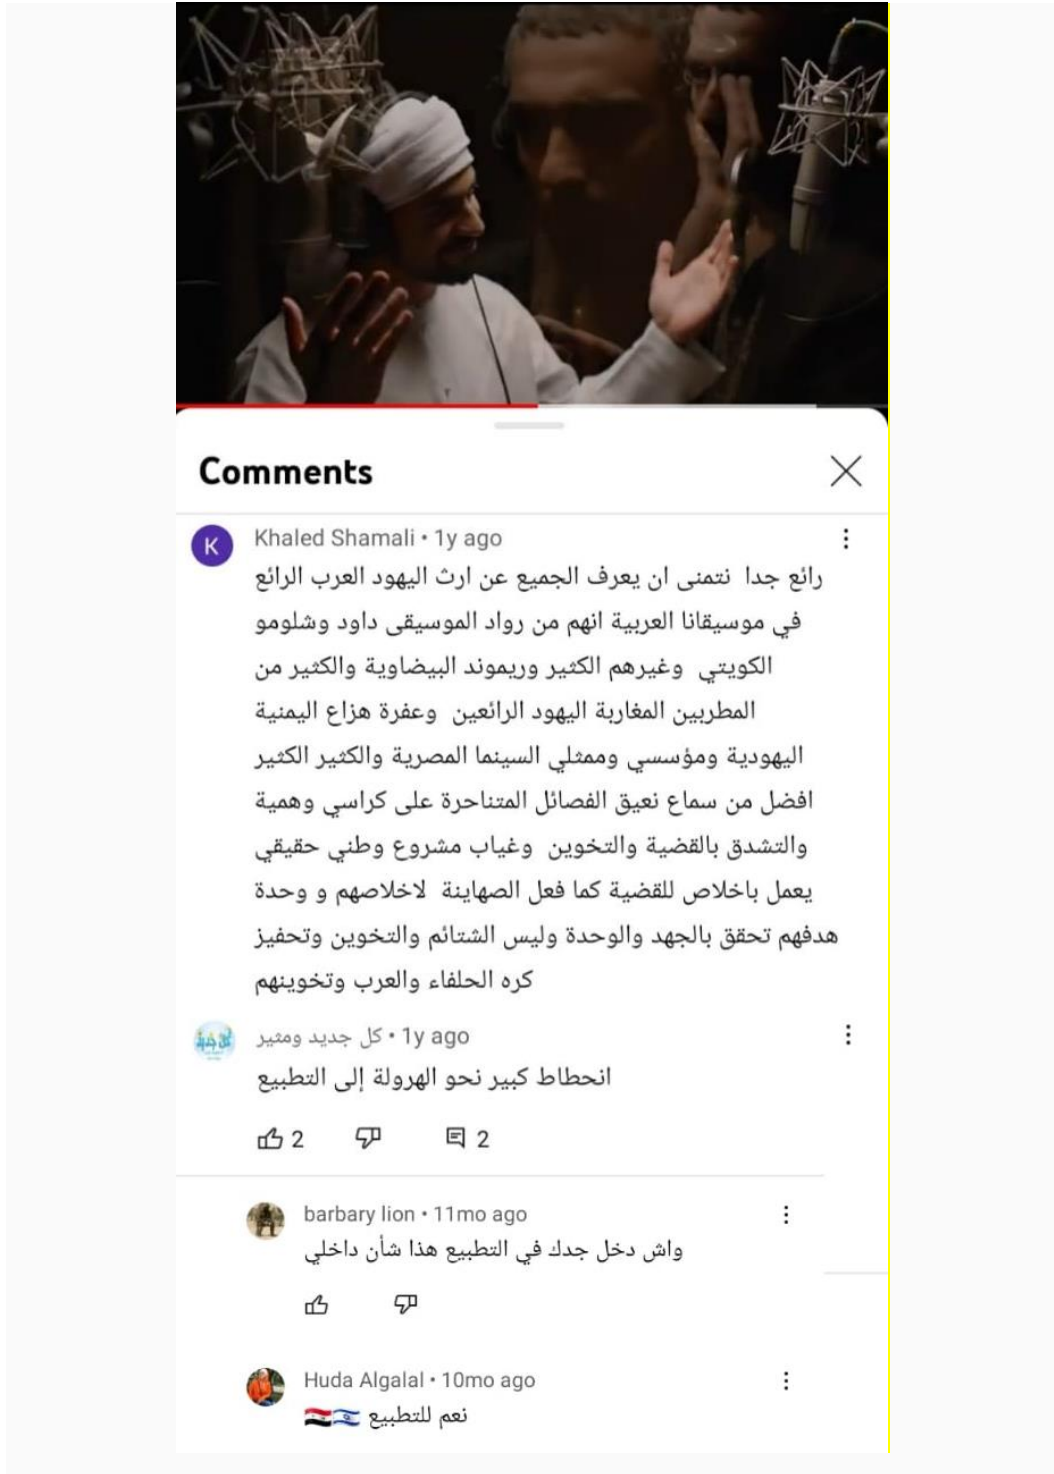 Comments
K
Khaled Shamali • 1y ago
رائع جدا نتمنى ان يعرف الجميع عن ارث اليهود العرب الرائع
في موسيقانا العربية انهم من رواد الموسيقى داود وشلومو
الكويتي وغيرهم الكثير وريموند البيضاوية والكثير من
المطربين المغاربة اليهود الرائعين وعفرة هزاع اليمنية
اليهودية ومؤسسي وممثلي السينما المصرية والكثير الكثير
افضل من سماع نعيق الفصائل المتناحرة على كراسي وهمية
والتشدق بالقضية والتخوين وغياب مشروع وطني حقيقي
يعمل باخلاص للقضية كما فعل الصهاينة لاخلاصهم و وحدة
هدفهم تحقق بالجهد والوحدة وليس الشتائم والتخوين وتحفيز
كره الحلفاء والعرب وتخوينهم
كل جديد
كل جديد ومثير • 1y ago
انحطاط كبير نحو الهرولة إلى التطبيع
2 2
barbary lion • 11mo ago
واش دخل جدك في التطبيع هذا شأن داخلي
Huda Algalal • 10mo ago
نعم للتطبيع 🇮🇱🇸🇾